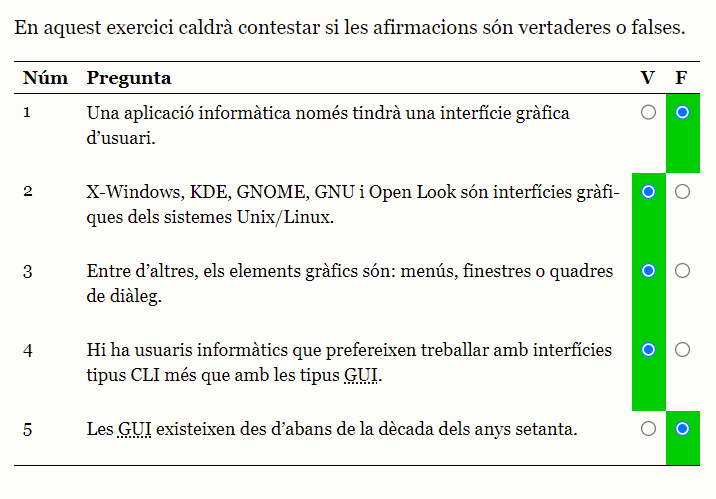 En aquest exercici caldrà contestar si les afirmacions són vertaderes o falses.
Núm Pregunta V F
1 Una aplicació informàtica només tindrà una interfície gràfica
d’usuari.
2 X-Windows, KDE, GNOME, GNU i Open Look són interfícies gràfi-
ques dels sistemes Unix/Linux.
3 Entre d’altres, els elements gràfics són: menús, finestres o quadres
de diàleg.
4 Hi ha usuaris informàtics que prefereixen treballar amb interfícies
tipus CLI més que amb les tipus GUI.
5 Les GUI existeixen des d’abans de la dècada dels anys setanta.